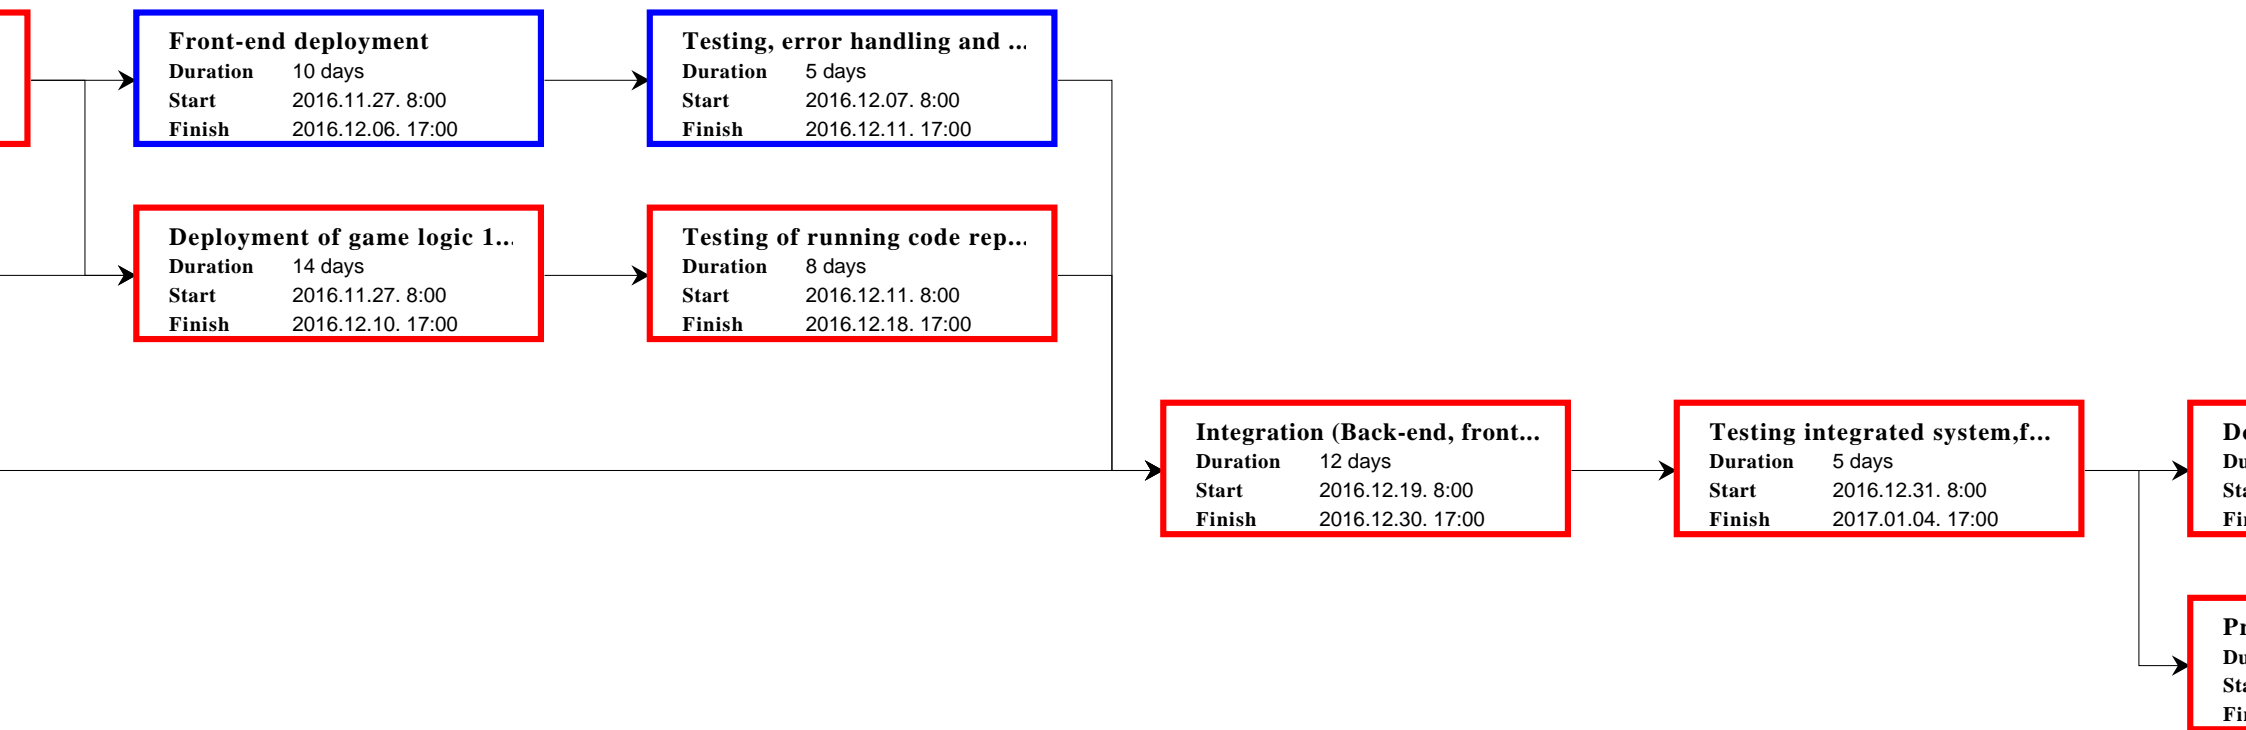 Front-end deployment
Duration 10 days
Start 2016.11.27. 8:00
Finish 2016.12.06. 17:00
Testing, error handling and ...
Duration 5 days
Start 2016.12.07. 8:00
Finish 2016.12.11. 17:00
Deployment of game logic 1...
Duration 14 days
Start 2016.11.27. 8:00
Finish 2016.12.10. 17:00
Testing of running code rep...
Duration 8 days
Start 2016.12.11. 8:00
Finish 2016.12.18. 17:00
Integration (Back-end, front...
Duration 12 days
Start 2016.12.19. 8:00
Finish 2016.12.30. 17:00
Testing integrated system,f...
Duration 5 days
Start 2016.12.31. 8:00
Finish 2017.01.04. 17:00